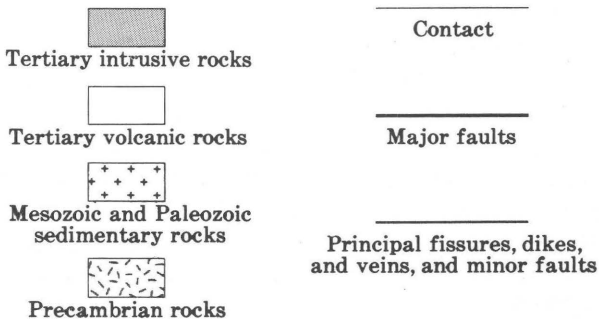 Tertiary intrusive rocks
Tertiary volcanic rocks
Mesozoic and Paleozoic
sedimentary rocks
Precambrian rocks
Contact
Major faults
Principal fissures, dikes,
and veins, and minor faults